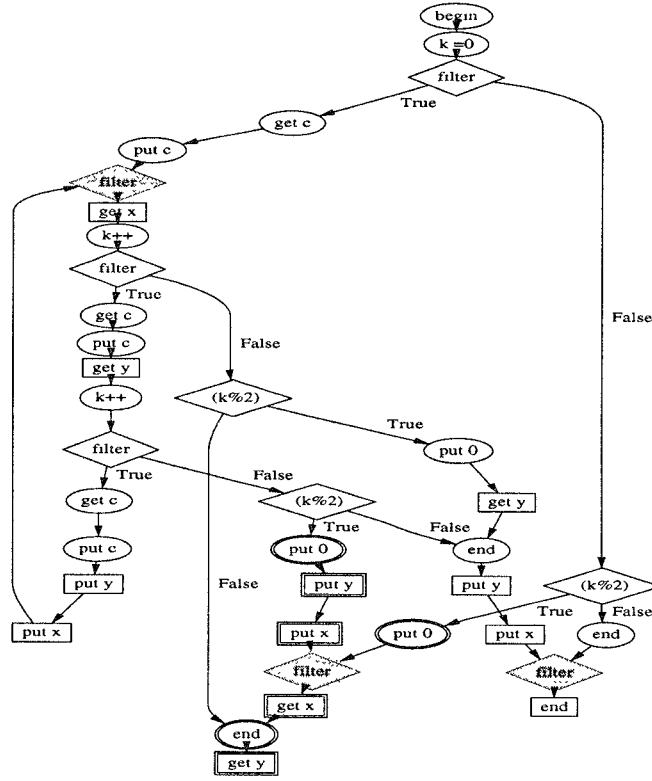 begin
k =0
filter
True
get c
put c
filter
get x
k++
filter
True
get c
put c
get y
k++
False
False
(k%2)
True
put 0
filter
True
False
(k%2)
get y
get c
True
False
put 0
end
put c
False
put y
put y
put y
(k%2)
True
False
put x
put x
put 0
put x
end
filter
filter
get x
end
end
get y